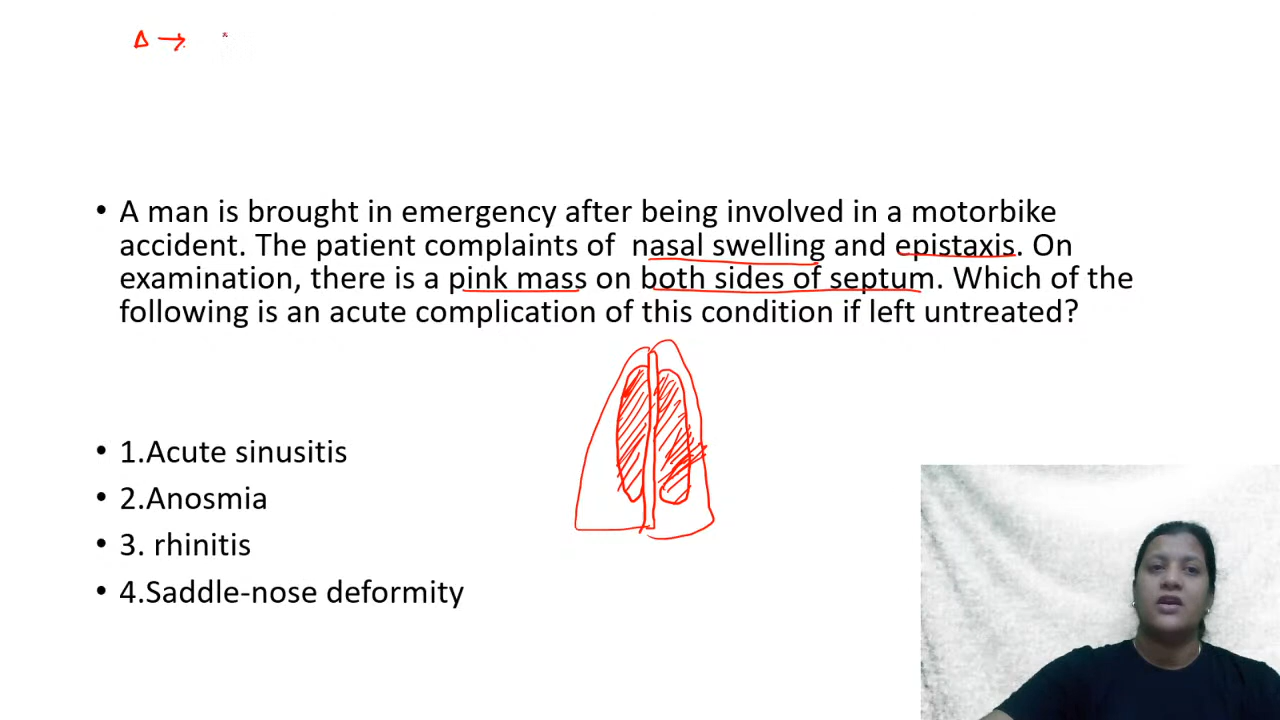 Δ →
• A man is brought in emergency after being involved in a motorbike
accident. The patient complaints of nasal swelling and epistaxis. On
examination, there is a pink mass on both sides of septum. Which of the
following is an acute complication of this condition if left untreated?
• 1.Acute sinusitis
• 2.Anosmia
• 3. rhinitis
• 4.Saddle-nose deformity